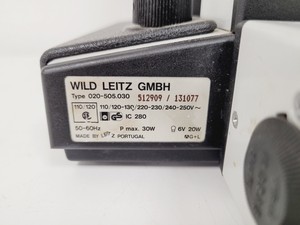 WILD LEITZ GMBH
Type 020-505.030 512909 / 131077
110/120 110/120-130/220-230/240-250V~
IC 280
50-60Hz P max. 30W 6V 20W
MADE BY LEITZ PORTUGAL